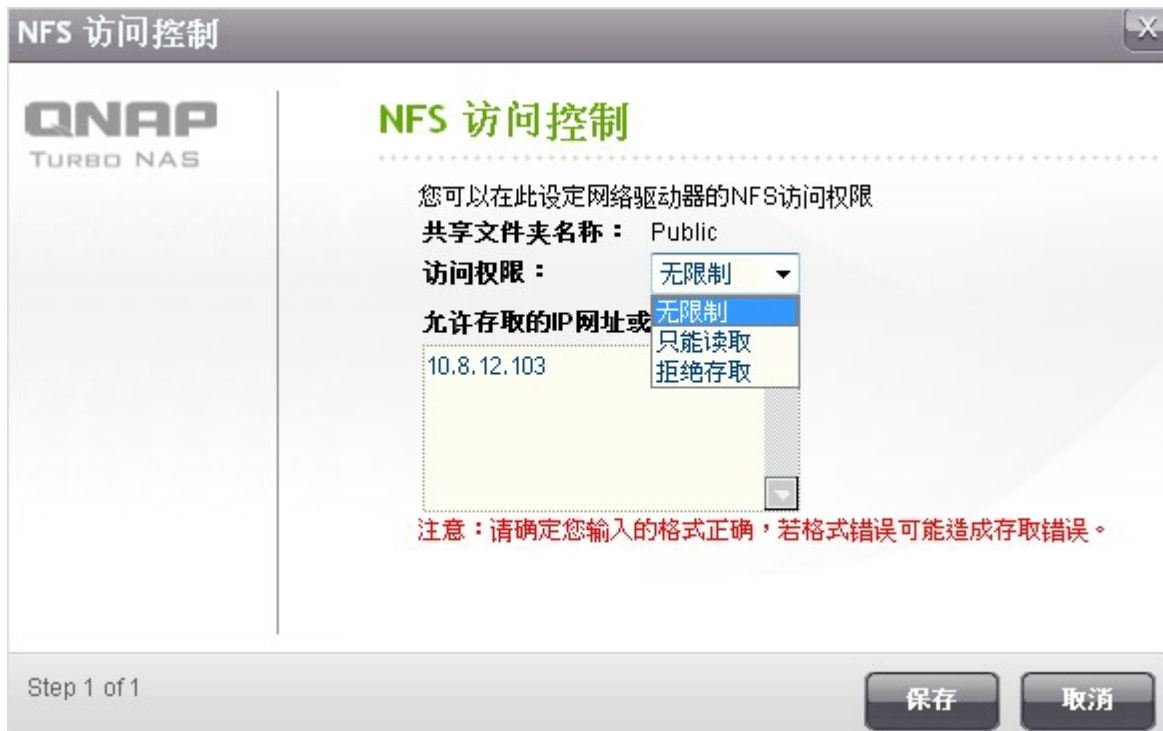 NFS 访问控制
X
QNAP
TURBO NAS
NFS 访问控制
您可以在此设定网络驱动器的NFS访问权限
共享文件夹名称： Public
访问权限： 无限制
无限制
只能读取
拒绝存取
允许存取的IP网址或
10.8.12.103
注意：请确定您输入的格式正确，若格式错误可能造成存取错误。
Step 1 of 1
保存
取消